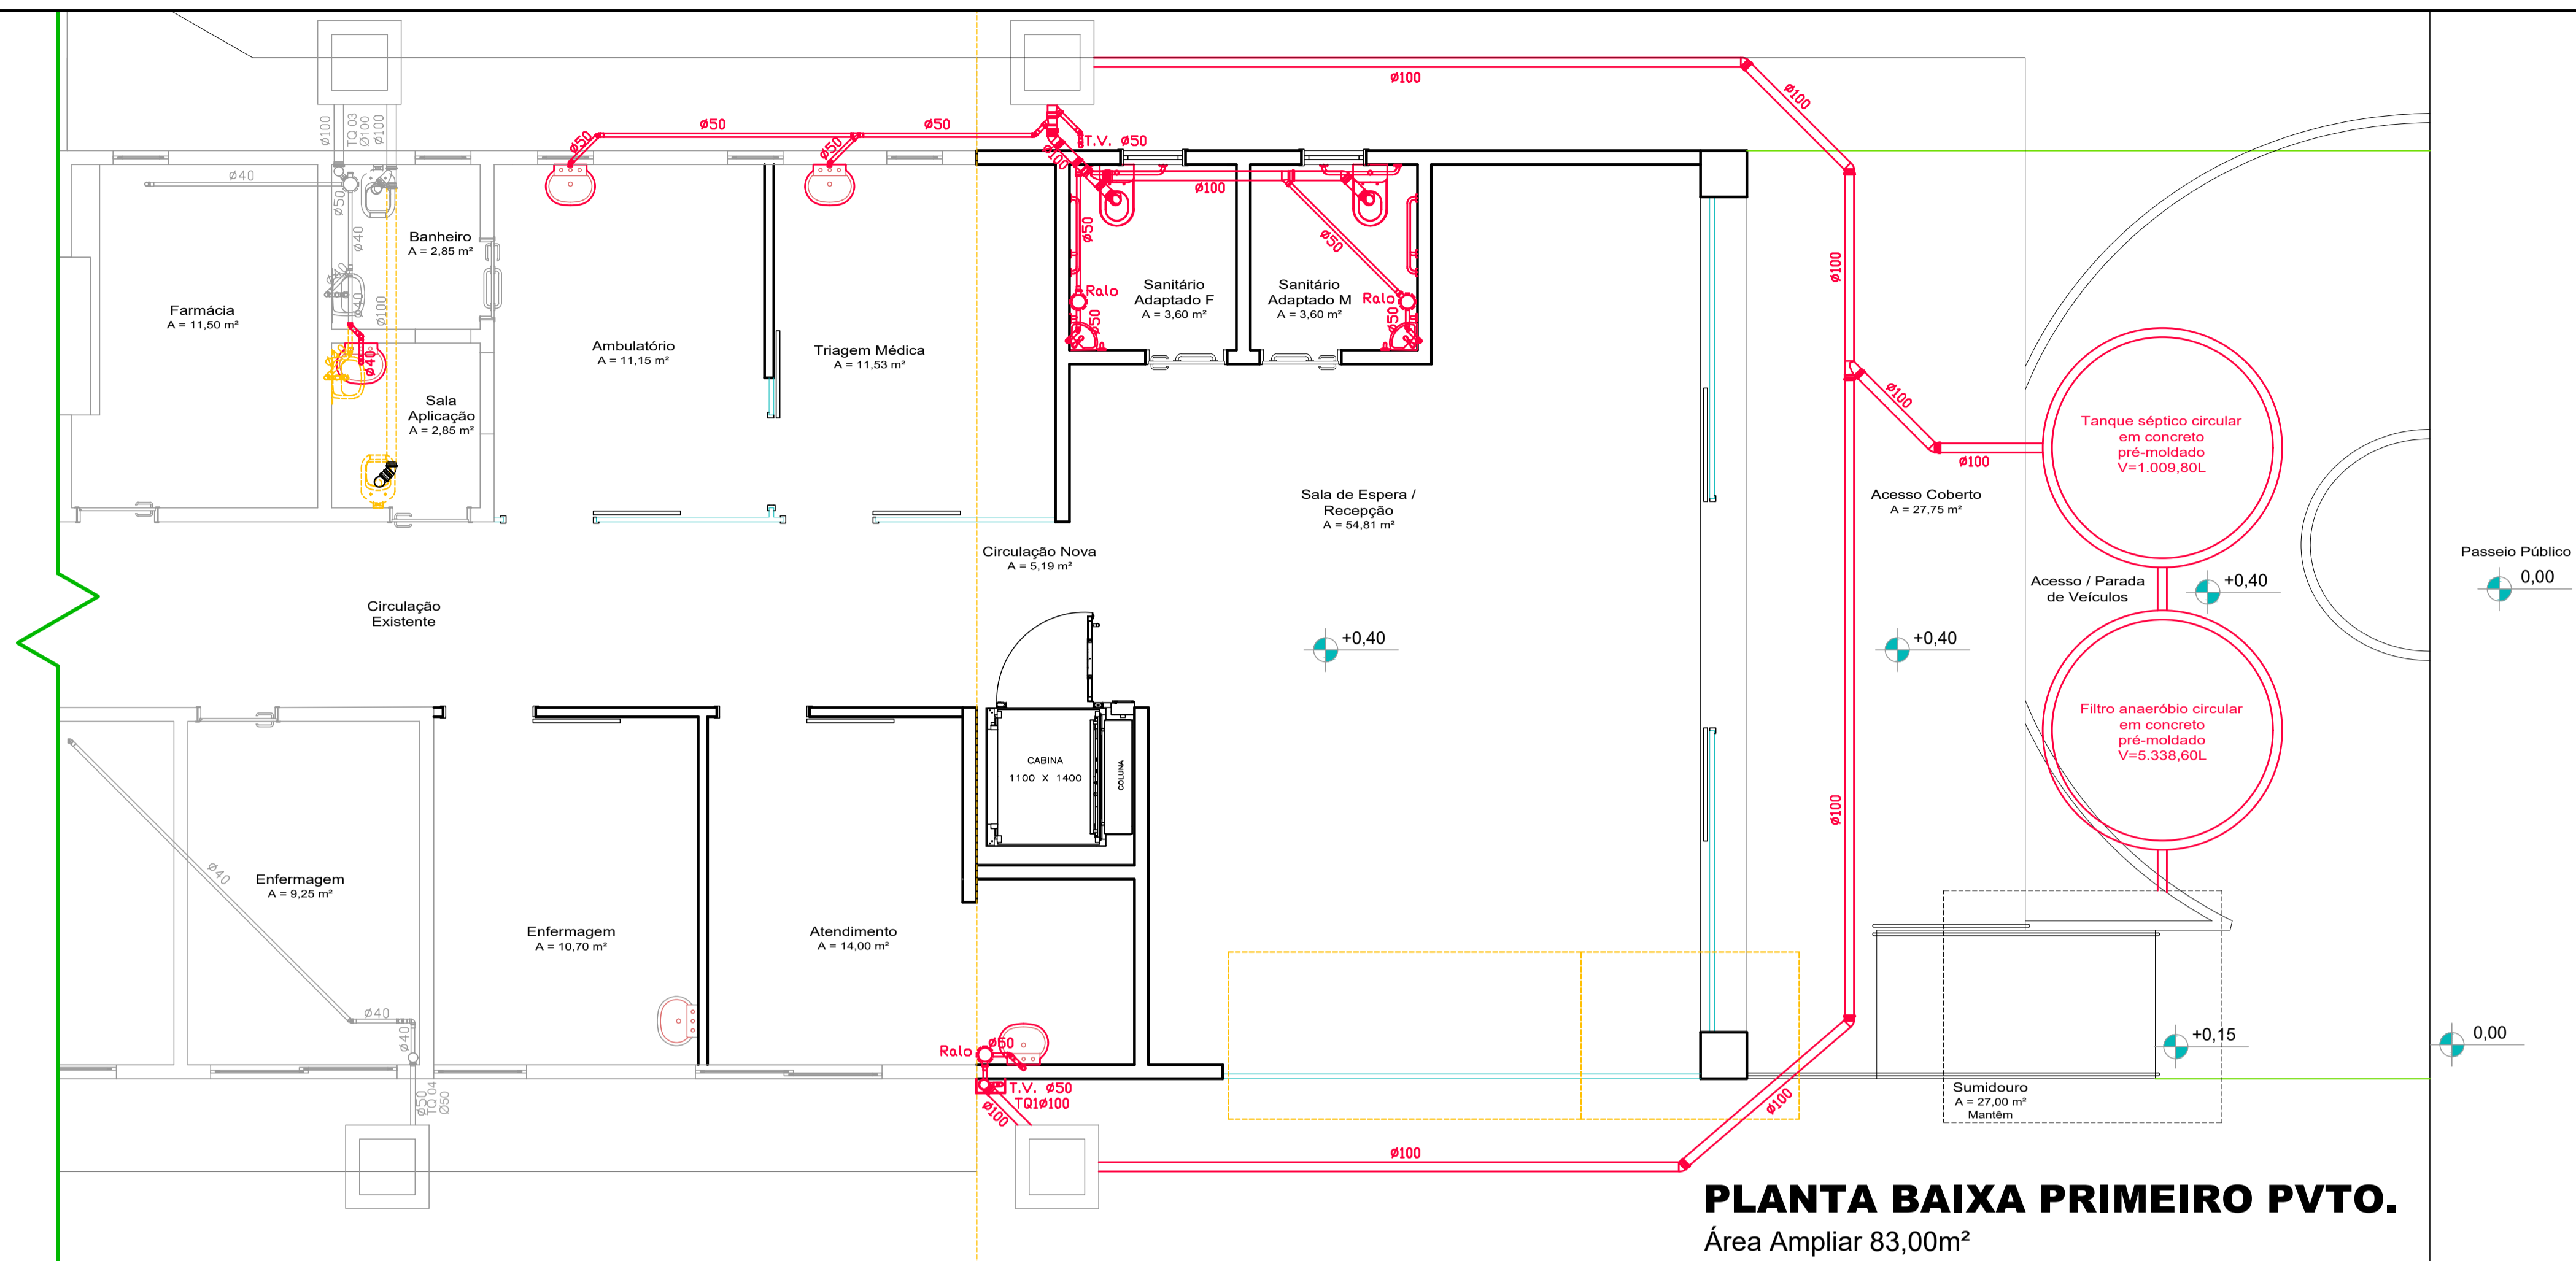 ø100
ø100
ø50
ø50
ø50
ø50
T.V. ø50
ø100
ø100
TQ 03
Ø100
ø100
ø40
ø50
ø40
ø40
ø100
ø40
Banheiro
A = 2,85 m²
Farmácia
A = 11,50 m²
Sala
Aplicação
A = 2,85 m²
Ambulatório
A = 11,15 m²
Triagem Médica
A = 11,53 m²
ø100
ø50
ø50
Ralo
ø50
Sanitário
Adaptado F
A = 3,60 m²
Sanitário
Adaptado M
A = 3,60 m²
Ralo
ø50
ø100
ø100
ø100
Tanque séptico circular
em concreto
pré-moldado
V=1.009,80L
Sala de Espera /
Recepção
A = 54,81 m²
Acesso Coberto
A = 27,75 m²
Circulação Nova
A = 5,19 m²
Circulação
Existente
Acesso / Parada
de Veículos
+0,40
Passeio Público
0,00
+0,40
+0,40
CABINA
1100 X 1400
COLUNA
Filtro anaeróbio circular
em concreto
pré-moldado
V=5.338,60L
ø100
ø40
Enfermagem
A = 9,25 m²
Enfermagem
A = 10,70 m²
Atendimento
A = 14,00 m²
ø40
ø40
Ralo
ø50
T.V. ø50
TQ1ø100
ø100
ø50
TQ 04
Ø50
+0,15
0,00
Sumidouro
A = 27,00 m²
Mantêm
ø100
ø100
PLANTA BAIXA PRIMEIRO PVTO.
Área Ampliar 83,00m²